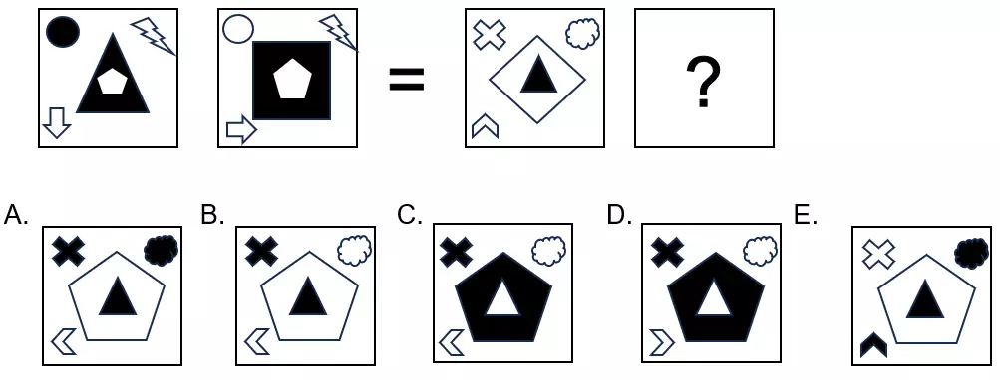 = ?
A. B. C. D. E.